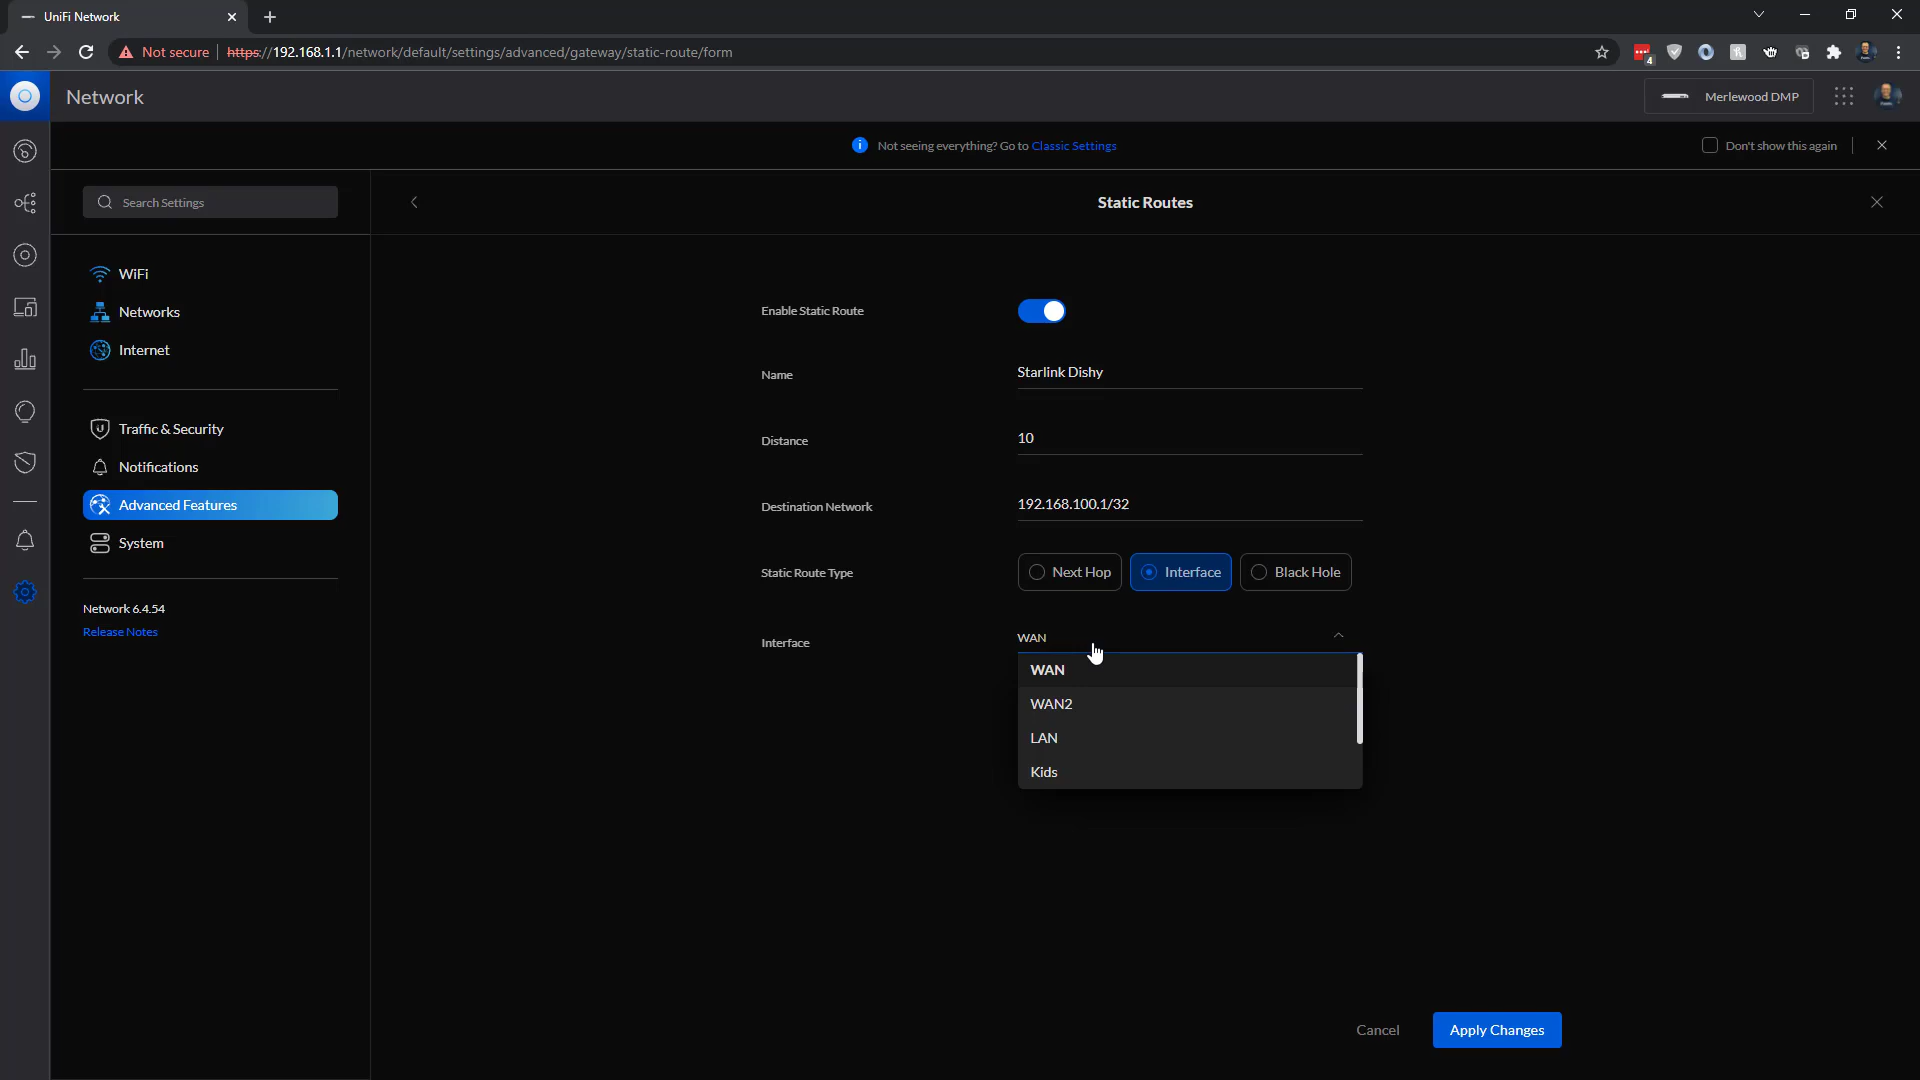 UniFi Network
Not secure
https://192.168.1.1/network/default/settings/advanced/gateway/static-route/form
4
Network
Merlewood DMP
Not seeing everything? Go to Classic Settings
Don't show this again
Search Settings
Static Routes
WiFi
Networks
Internet
Traffic & Security
Notifications
Advanced Features
System
Network 6.4.54
Release Notes
Enable Static Route
Name
Starlink Dishy
Distance
10
Destination Network
192.168.100.1/32
Static Route Type
Next Hop
Interface
Black Hole
Interface
WAN
WAN
WAN2
LAN
Kids
Cancel
Apply Changes